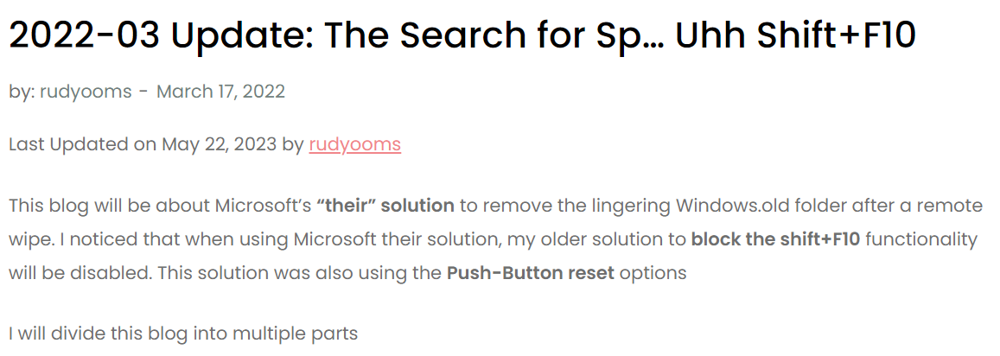 2022-03 Update: The Search for Sp… Uhh Shift+F10
by: rudyooms - March 17, 2022
Last Updated on May 22, 2023 by rudyooms
This blog will be about Microsoft’s “their” solution to remove the lingering Windows.old folder after a remote
wipe. I noticed that when using Microsoft their solution, my older solution to block the shift+F10 functionality
will be disabled. This solution was also using the Push-Button reset options
I will divide this blog into multiple parts